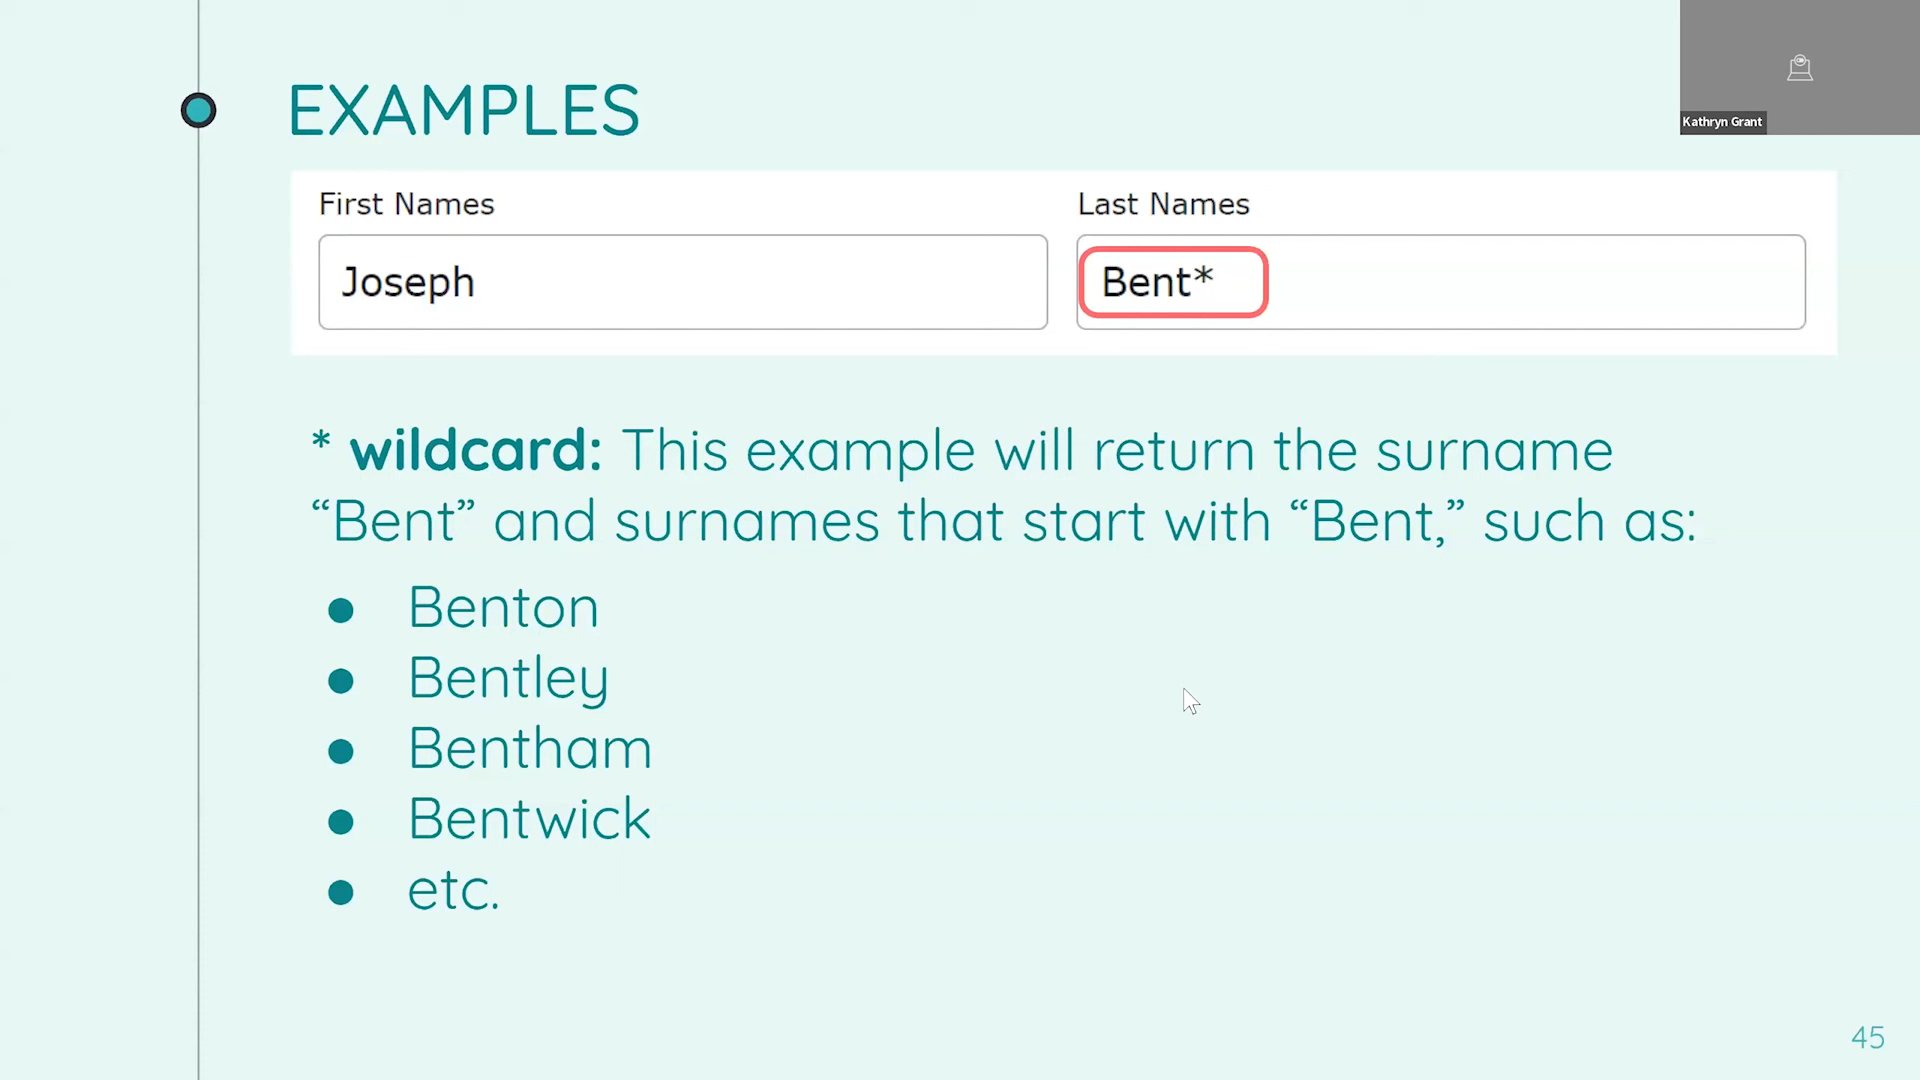 Kathryn Grant
EXAMPLES
First Names
Last Names
Joseph
Bent*
* wildcard: This example will return the surname
“Bent” and surnames that start with “Bent,” such as:
● Benton
● Bentley
● Bentham
● Bentwick
● etc.
45